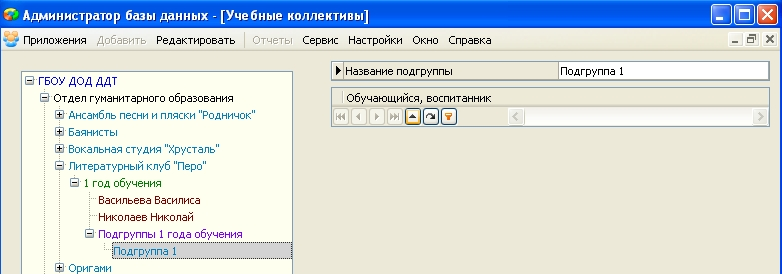 Администратор базы данных - [Учебные коллективы]
Приложения Добавить Редактировать Отчеты Сервис Настройки Окно Справка
ГБОУ ДОД ДДТ
Отдел гуманитарного образования
Ансамбль песни и пляски "Родничок"
Баянисты
Вокальная студия "Хрусталь"
Литературный клуб "Перо"
1 год обучения
Васильева Василиса
Николаев Николай
Подгруппы 1 года обучения
Подгруппа 1
Оригами
Название подгруппы Подгруппа 1
Обучающийся, воспитанник